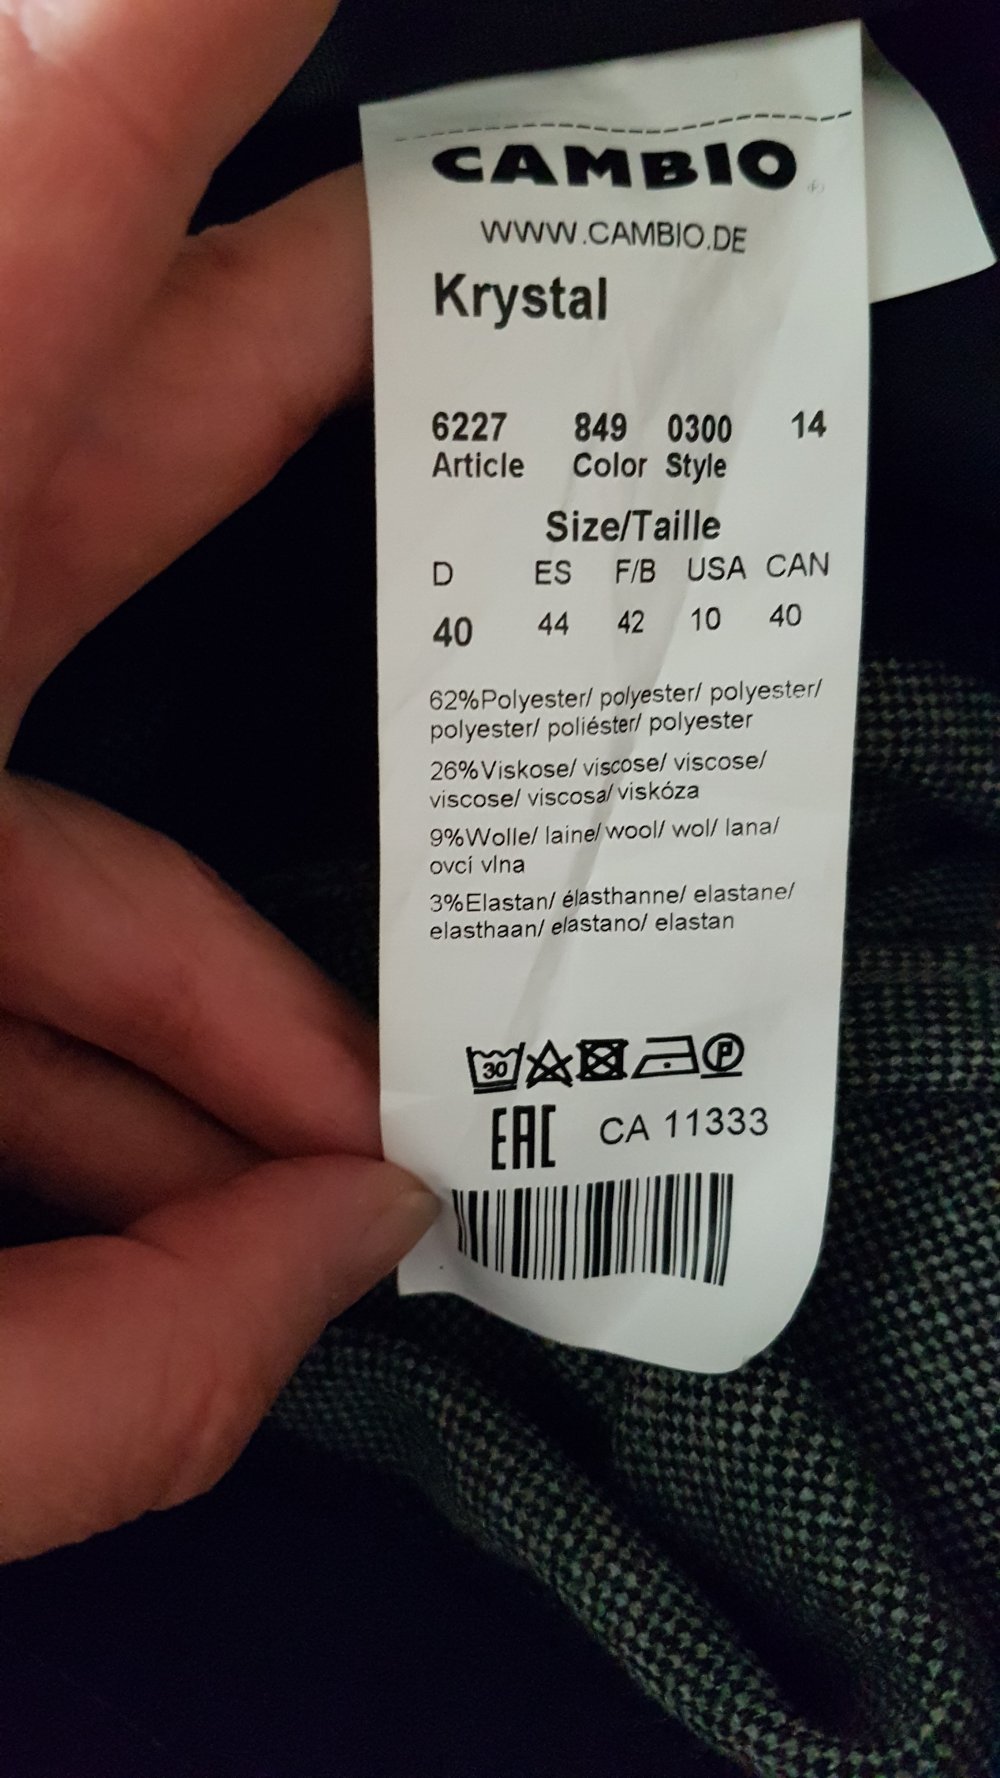 CAMBIO®
WWW.CAMBIO.DE
Krystal
6227 849 0300 14
Article Color Style
Size/Taille
D ES F/B USA CAN
40 44 42 10 40
62%Polyester/ polyester/ polyester/
polyester/ poliéster/ polyester
26%Viskose/ viscose/ viscose/
viscose/ viscosa/ viskóza
9%Wolle/ laine/ wool/ wol/ lana/
ovcí vlna
3%Elastan/ élasthanne/ elastane/
elasthaan/ elastano/ elastan
30 P
EAC CA 11333